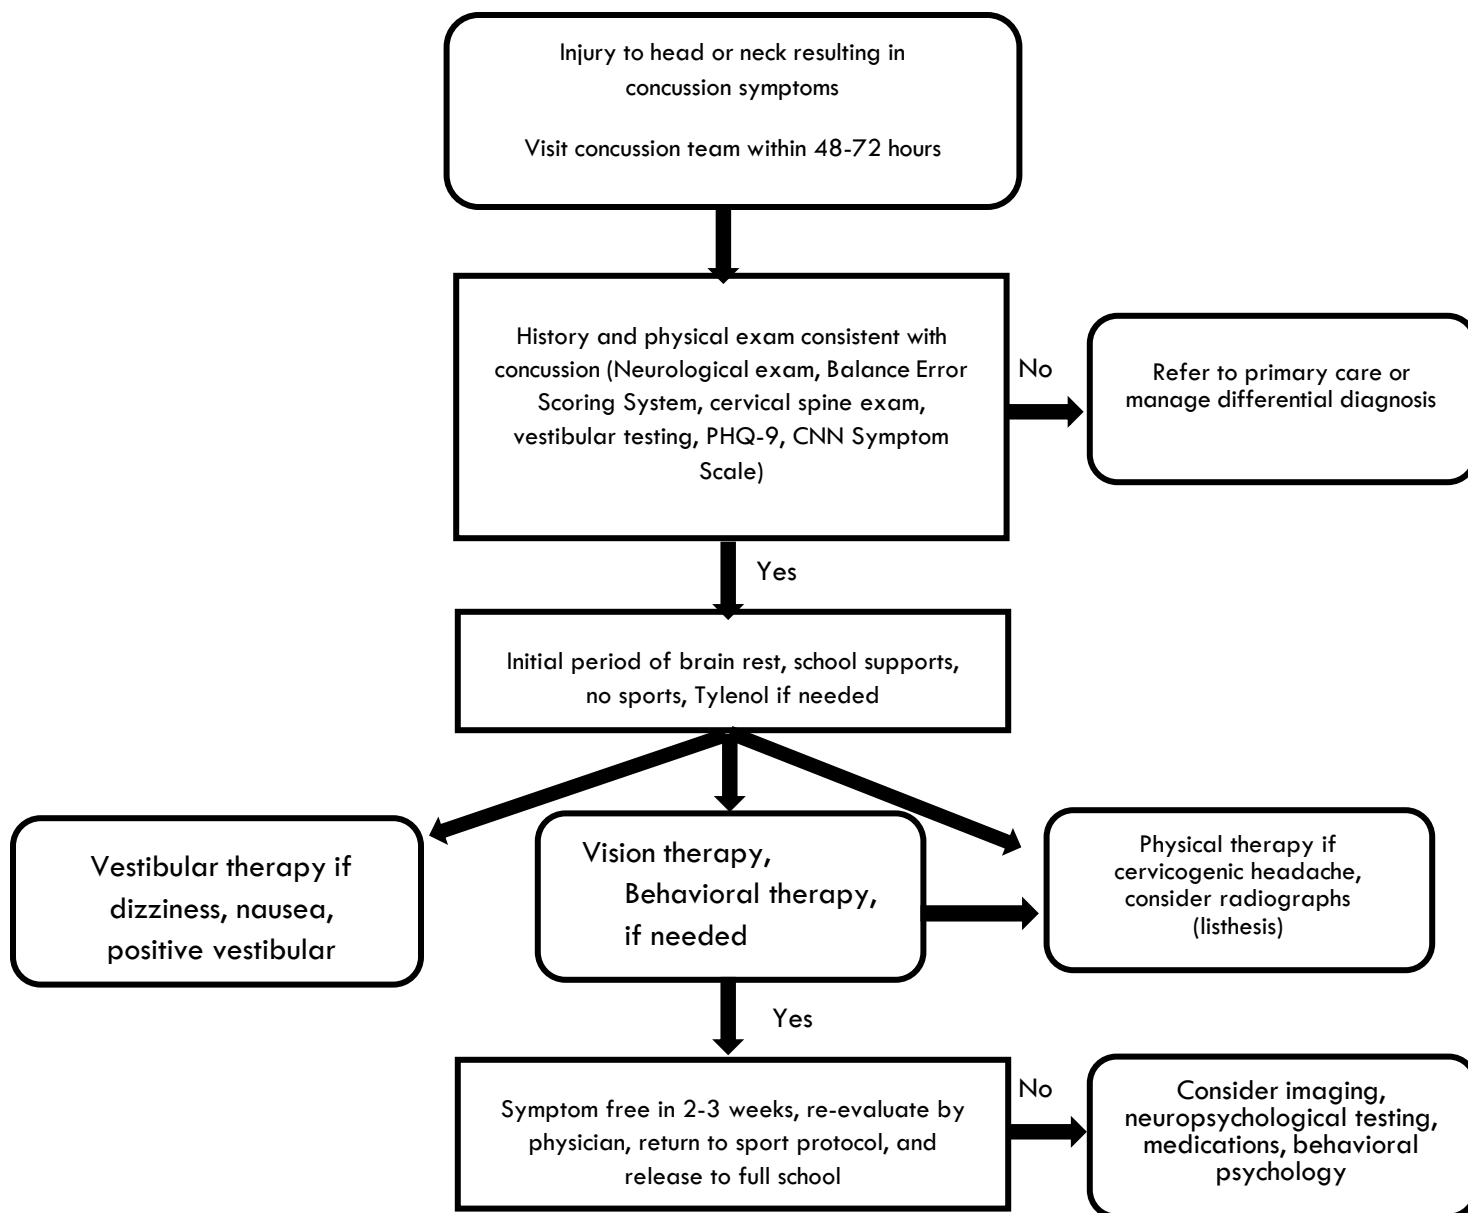 Injury to head or neck resulting in
concussion symptoms
Visit concussion team within 48-72 hours
History and physical exam consistent with
concussion (Neurological exam, Balance Error
Scoring System, cervical spine exam,
vestibular testing, PHQ-9, CNN Symptom
Scale)
No
Refer to primary care or
manage differential diagnosis
Yes
Initial period of brain rest, school supports,
no sports, Tylenol if needed
Vestibular therapy if
dizziness, nausea,
positive vestibular
Vision therapy,
Behavioral therapy,
if needed
Physical therapy if
cervicogenic headache,
consider radiographs
(listhesis)
Yes
Symptom free in 2-3 weeks, re-evaluate by
physician, return to sport protocol, and
release to full school
No
Consider imaging,
neuropsychological testing,
medications, behavioral
psychology